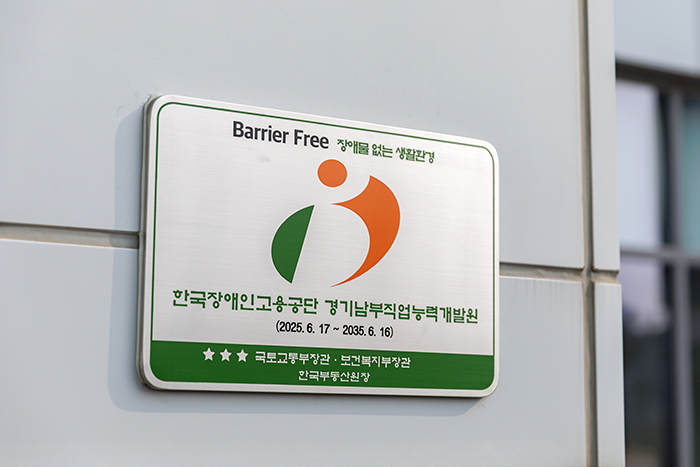 Barrier Free 장애물 없는 생활환경
한국장애인고용공단 경기남부직업능력개발원
(2025. 6. 17 ~ 2035. 6. 16)
★★★ 국토교통부장관 · 보건복지부장관
한국부동산원장